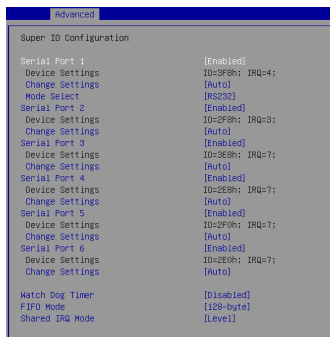 Advanced
Super IO Configuration
Serial Port 1 [Enabled]
Device Settings IO=3F8h; IRQ=4;
Change Settings [Auto]
Mode Select [RS232]
Serial Port 2 [Enabled]
Device Settings IO=2F8h; IRQ=3;
Change Settings [Auto]
Serial Port 3 [Enabled]
Device Settings IO=3E8h; IRQ=7;
Change Settings [Auto]
Serial Port 4 [Enabled]
Device Settings IO=2E8h; IRQ=7;
Change Settings [Auto]
Serial Port 5 [Enabled]
Device Settings IO=2F0h; IRQ=7;
Change Settings [Auto]
Serial Port 6 [Enabled]
Device Settings IO=2E0h; IRQ=7;
Change Settings [Auto]
Watch Dog Timer [Disabled]
FIFO Mode [128-byte]
Shared IRQ Mode [Level]